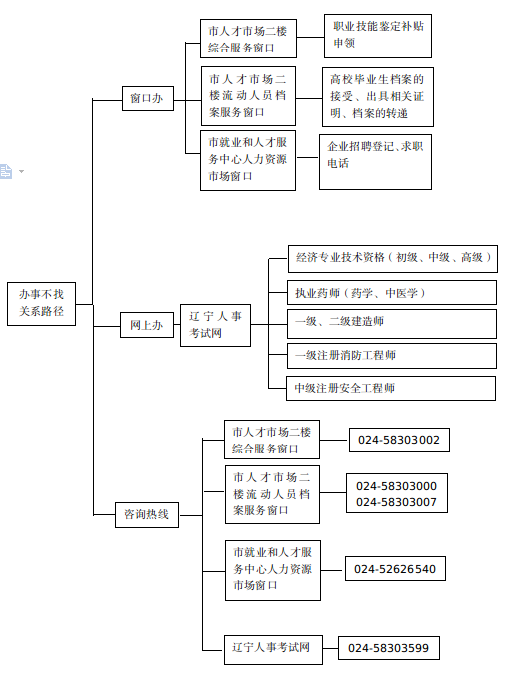 办事不找
关系路径
窗口办
市人才市场二楼
综合服务窗口
职业技能鉴定补贴
申领
市人才市场二
楼流动人员档
案服务窗口
高校毕业生档案的
接受、出具相关证
明、档案的转递
市就业和人才服
务中心人力资源
市场窗口
企业招聘登记、求职
电话
网上办
辽宁人事
考试网
经济专业技术资格（初级、中级、高级）
执业药师（药学、中医学）
一级、二级建造师
一级注册消防工程师
中级注册安全工程师
咨询热线
市人才市场二楼
综合服务窗口
024-58303002
市人才市场二
楼流动人员档
案服务窗口
024-58303000
024-58303007
市就业和人才服
务中心人力资源
市场窗口
024-52626540
辽宁人事考试网
024-58303599